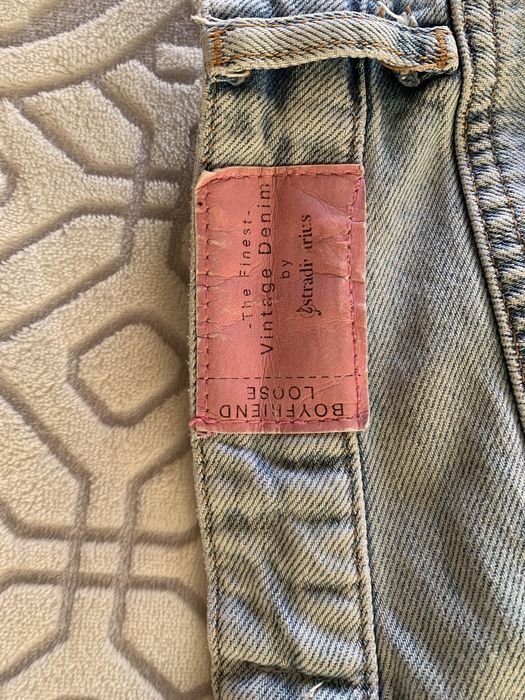 -The Finest-
Vintage Denim
by
stradivarius
BOYFRIEND
LOOSE